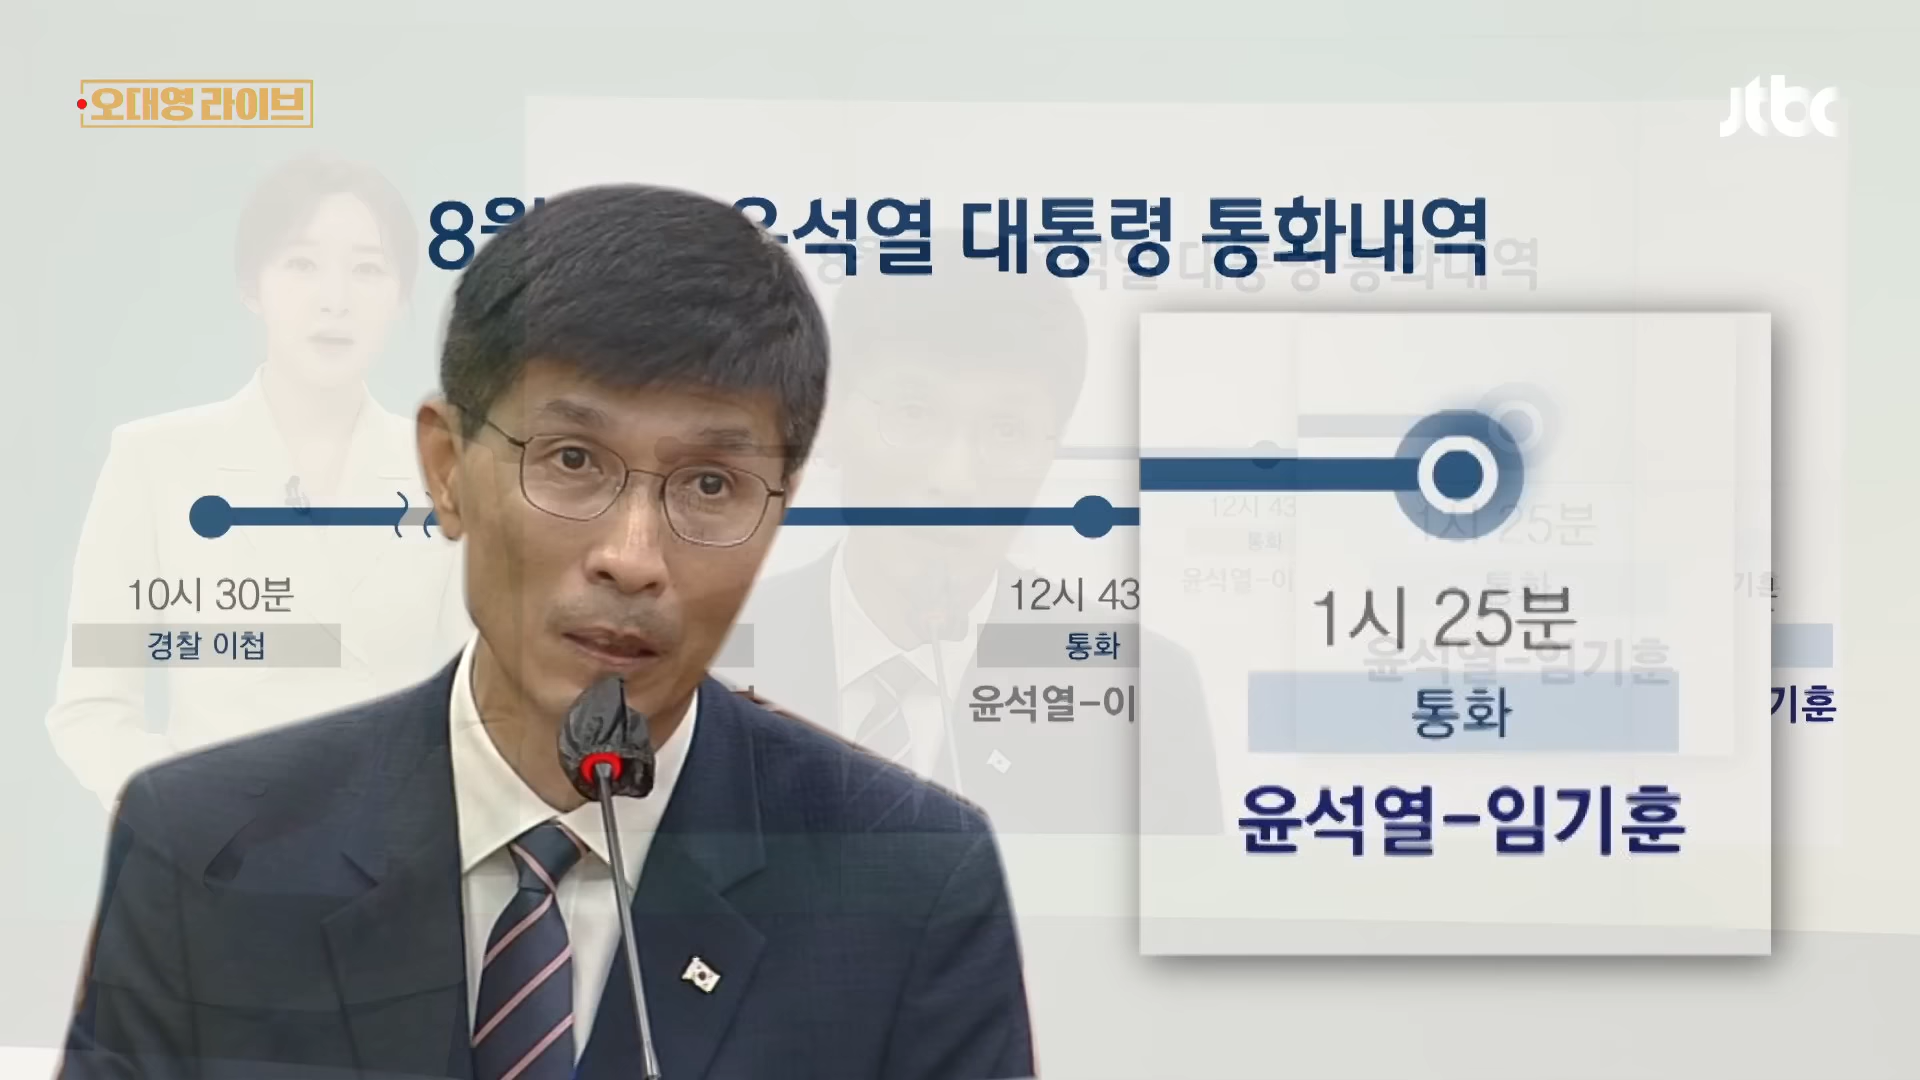 오대영 라이브
jtbc
8월 윤석열 대통령 통화내역
10시 30분
경찰 이첩
12시 43
통화
윤석열-이
1시 25분
통화
윤석열-임기훈
기훈